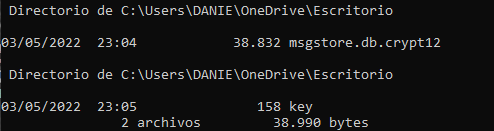 Directorio de C:\Users\DANIE\OneDrive\Escritorio
03/05/2022  23:04            38.832 msgstore.db.crypt12
Directorio de C:\Users\DANIE\OneDrive\Escritorio
03/05/2022  23:05               158 key
2 archivos         38.990 bytes